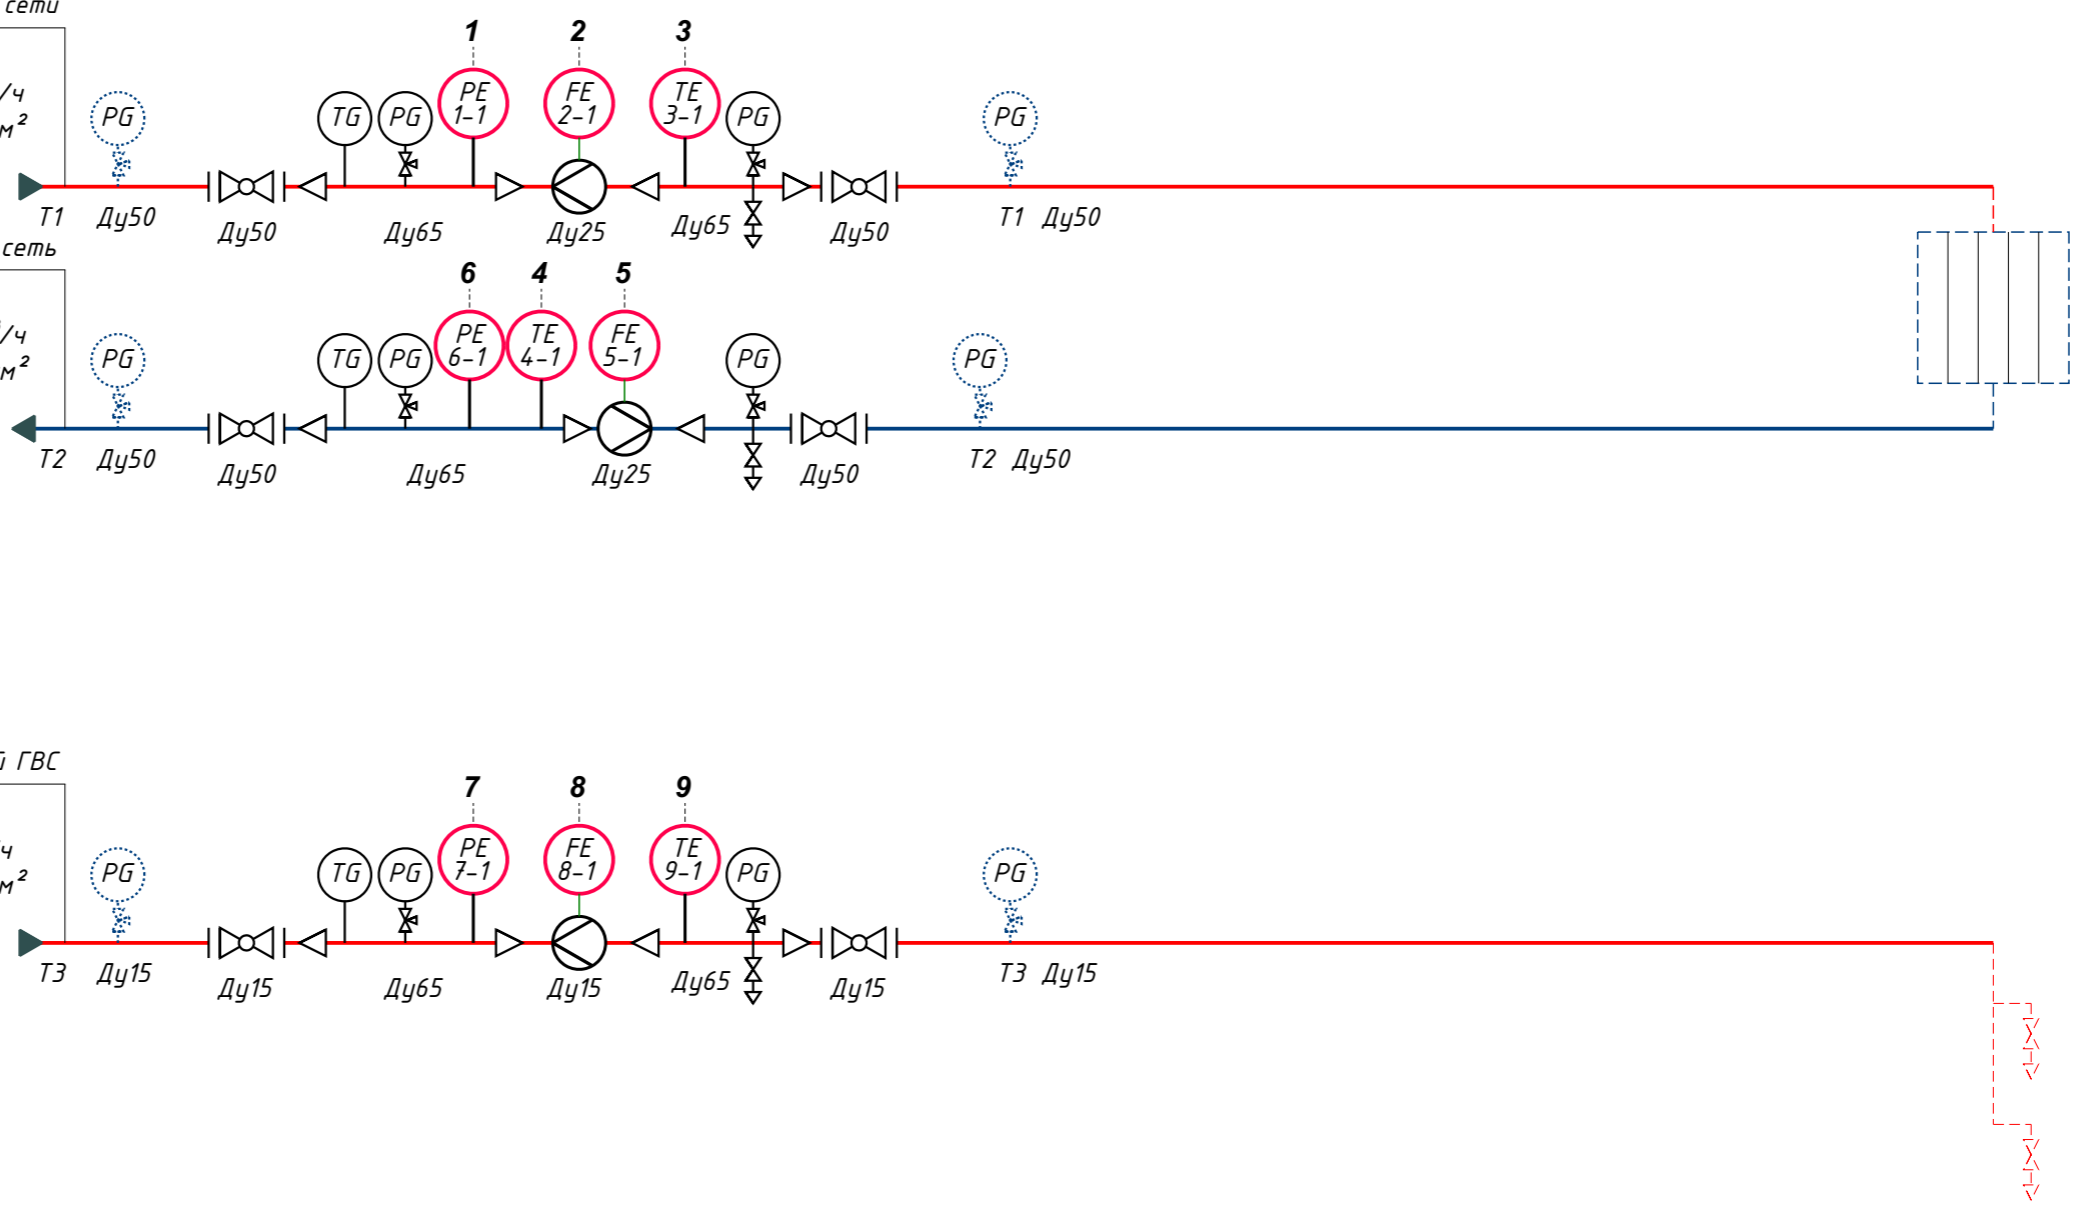 сети
1 2 3
/ч
м²
PG TG PG PE 1-1 FE 2-1 TE 3-1 PG PG
T1 Ду50 Ду50 Ду65 Ду25 Ду65 Ду50 T1 Ду50
сеть
6 4 5
/ч
м²
PG TG PG PE 6-1 TE 4-1 FE 5-1 PG PG
T2 Ду50 Ду50 Ду65 Ду25 Ду50 T2 Ду50
й ГВС
7 8 9
ч
м²
PG TG PG PE 7-1 FE 8-1 TE 9-1 PG PG
T3 Ду15 Ду15 Ду65 Ду15 Ду65 Ду15 T3 Ду15